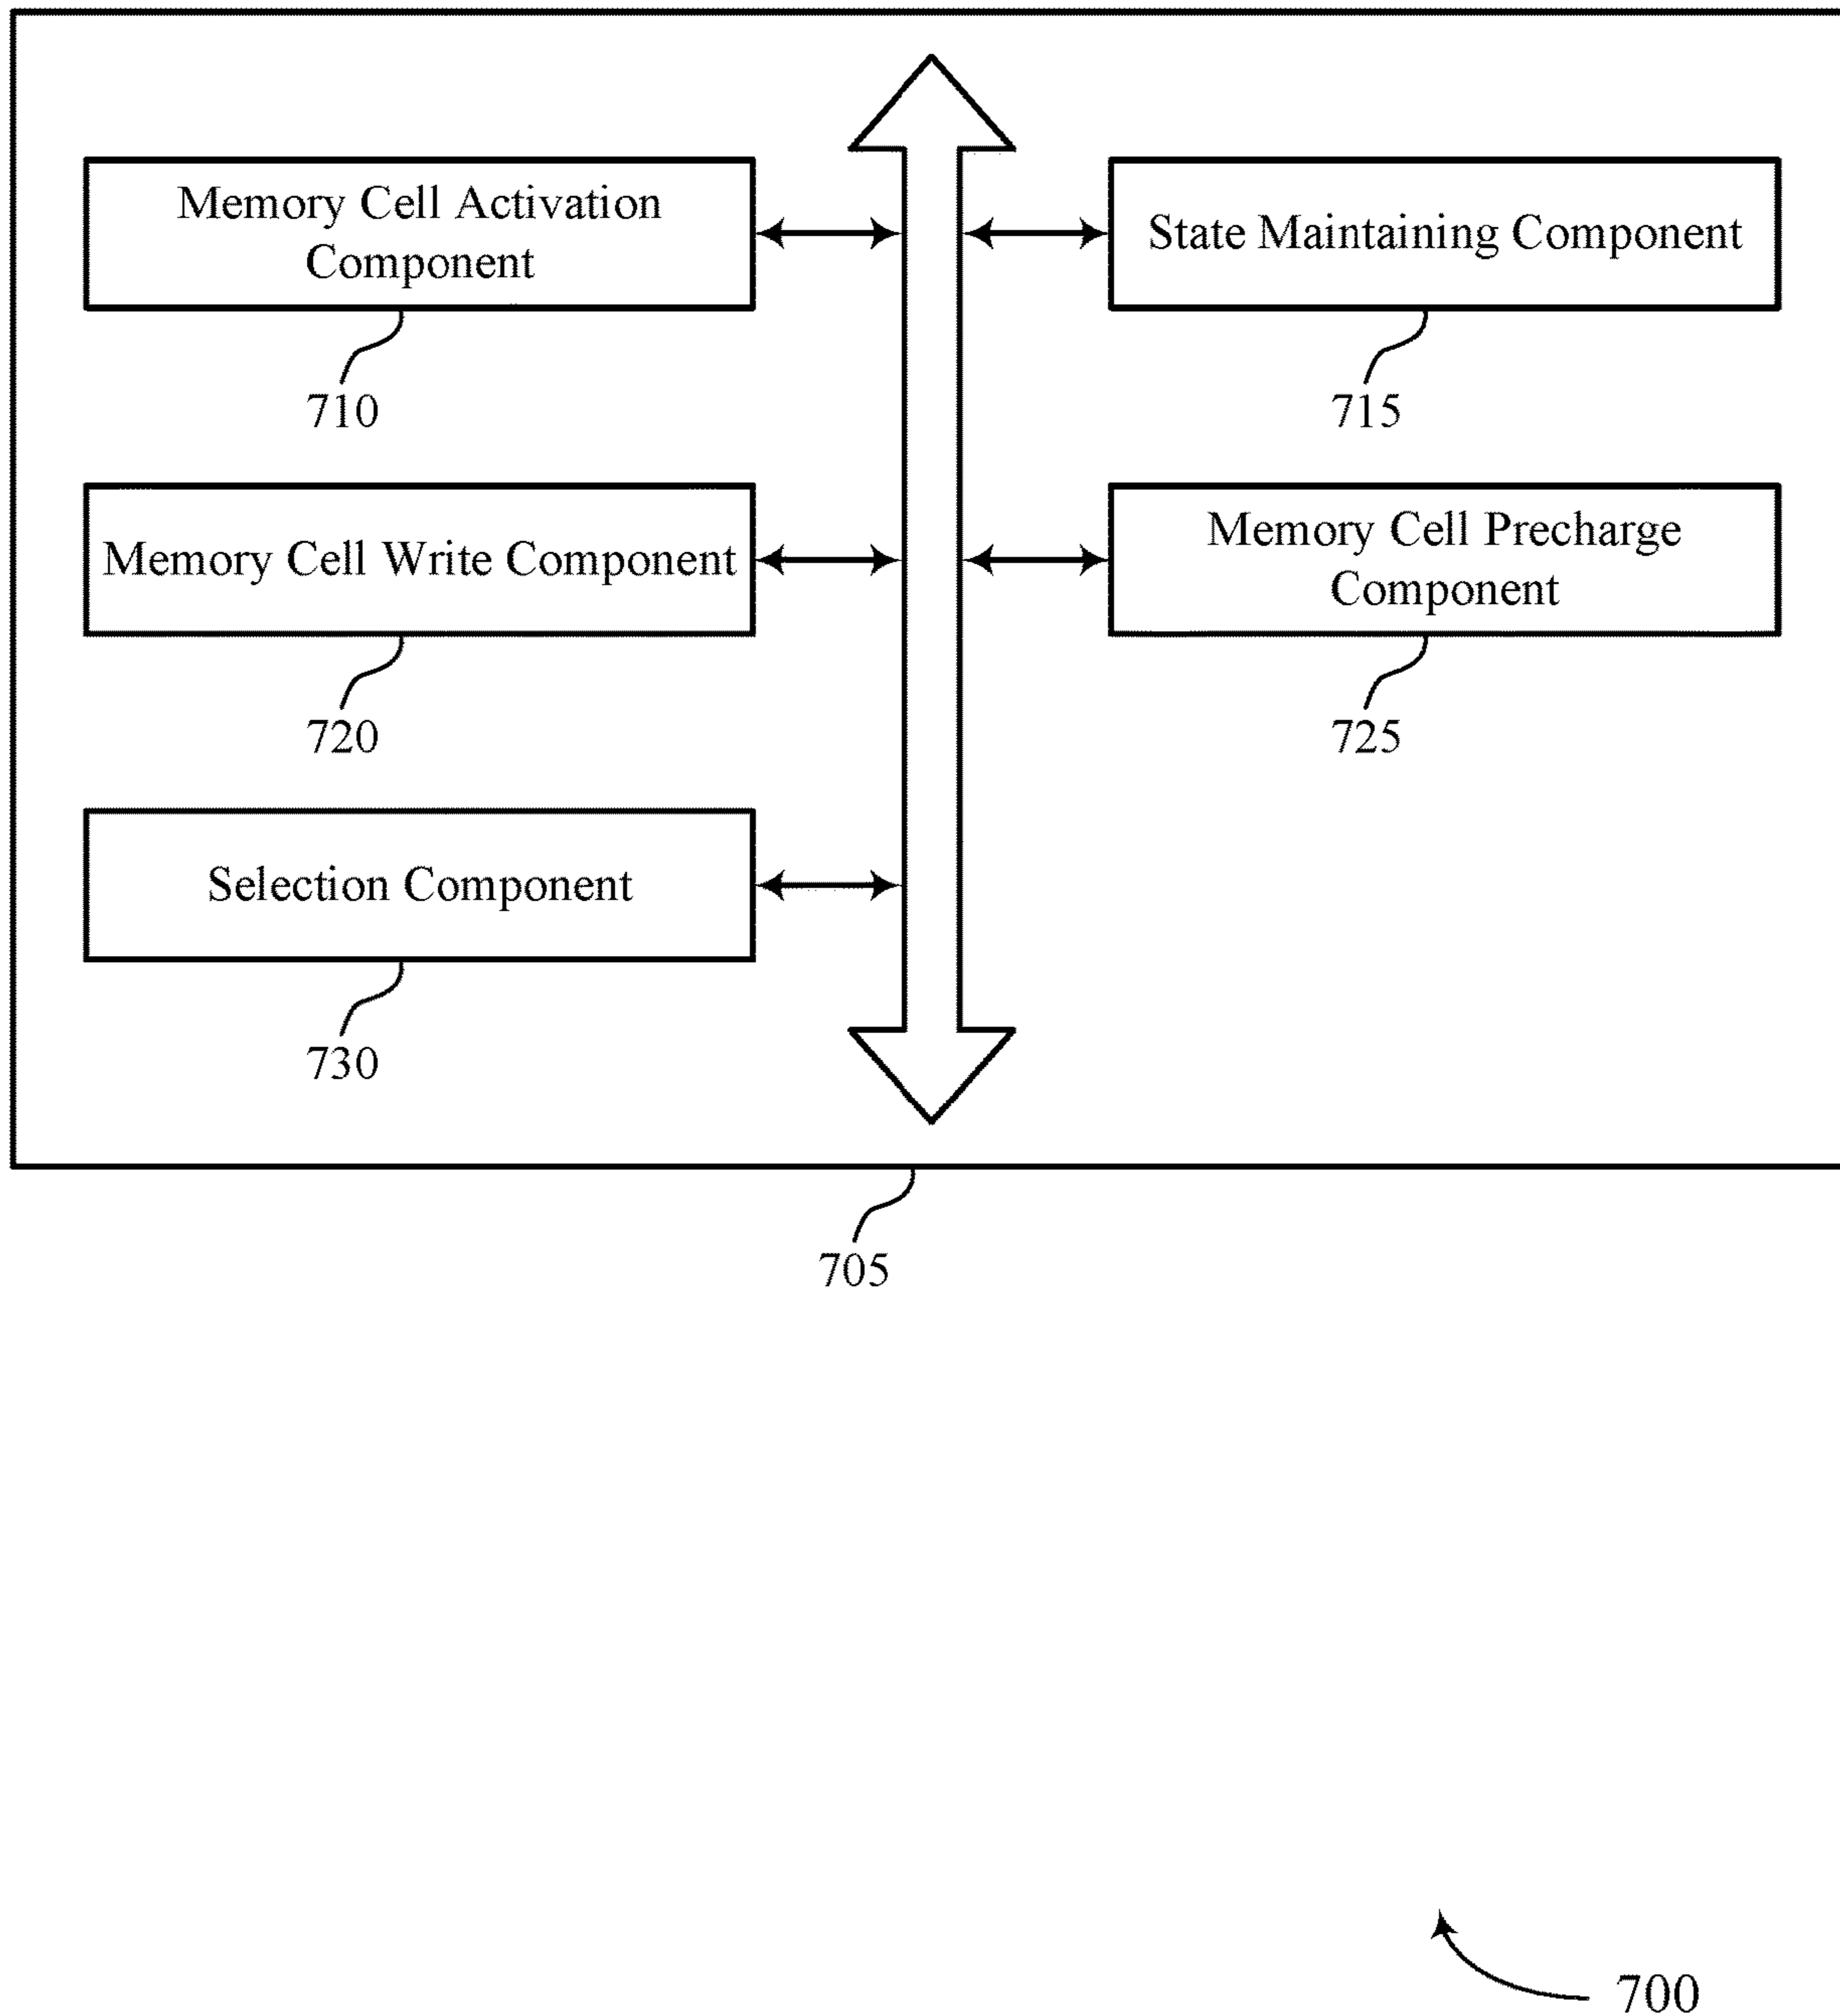 Memory Cell Activation
Component
710
State Maintaining Component
715
Memory Cell Write Component
720
Memory Cell Precharge
Component
725
Selection Component
730
705
700